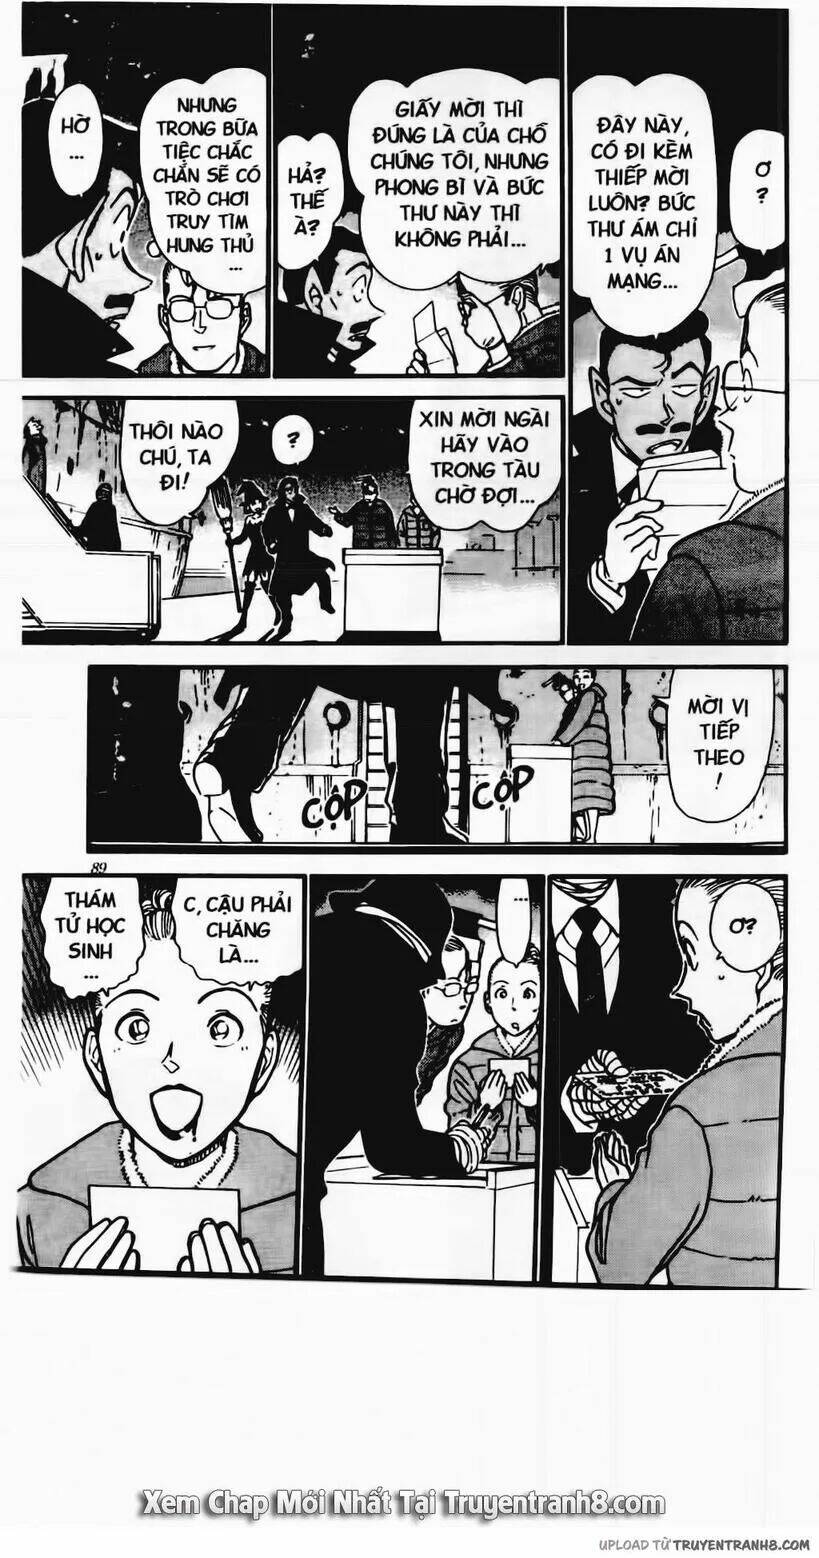 Ơ
?
ĐÂY NÀY,
CÓ ĐI KÈM
THIẾP MỜI
LUÔN? BỨC
THƯ ÁM CHỈ
1 VỤ ÁN
MẠNG...
GIẤY MỜI THÌ
ĐÚNG LÀ CỦA CHỖ
CHÚNG TÔI, NHƯNG
PHONG BÌ VÀ BỨC
THƯ NÀY THÌ
KHÔNG PHẢI...
HẢ?
THẾ
À?
NHƯNG
TRONG BỮA
TIỆC CHẮC
CHẮN SẼ CÓ
TRÒ CHƠI
TRUY TÌM
HUNG THỦ
...
HỜ
...
XIN MỜI NGÀI
HÃY VÀO
TRONG TÀU
CHỜ ĐỢI...
?
THÔI NÀO
CHÚ, TA
ĐI!
MỜI VỊ
TIẾP
THEO
!
CỘP
CỘP
89
Ơ?
......
C, CẬU PHẢI
CHĂNG
LÀ...
THÁM
TỬ HỌC
SINH
...
Xem Chap Mới Nhất Tại Truyentranh8.com
UPLOAD TỪ TRUYENTRANH8.COM